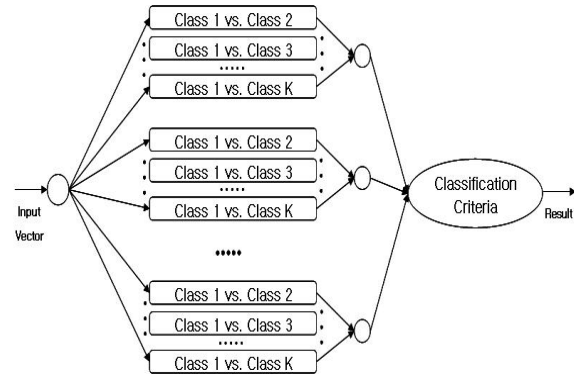 Class 1 vs. Class 2
Class 1 vs. Class 3
.....
Class 1 vs. Class K
Class 1 vs. Class 2
Class 1 vs. Class 3
.....
Class 1 vs. Class K
.....
Class 1 vs. Class 2
Class 1 vs. Class 3
.....
Class 1 vs. Class K
Input
Vector
Classification
Criteria
Result